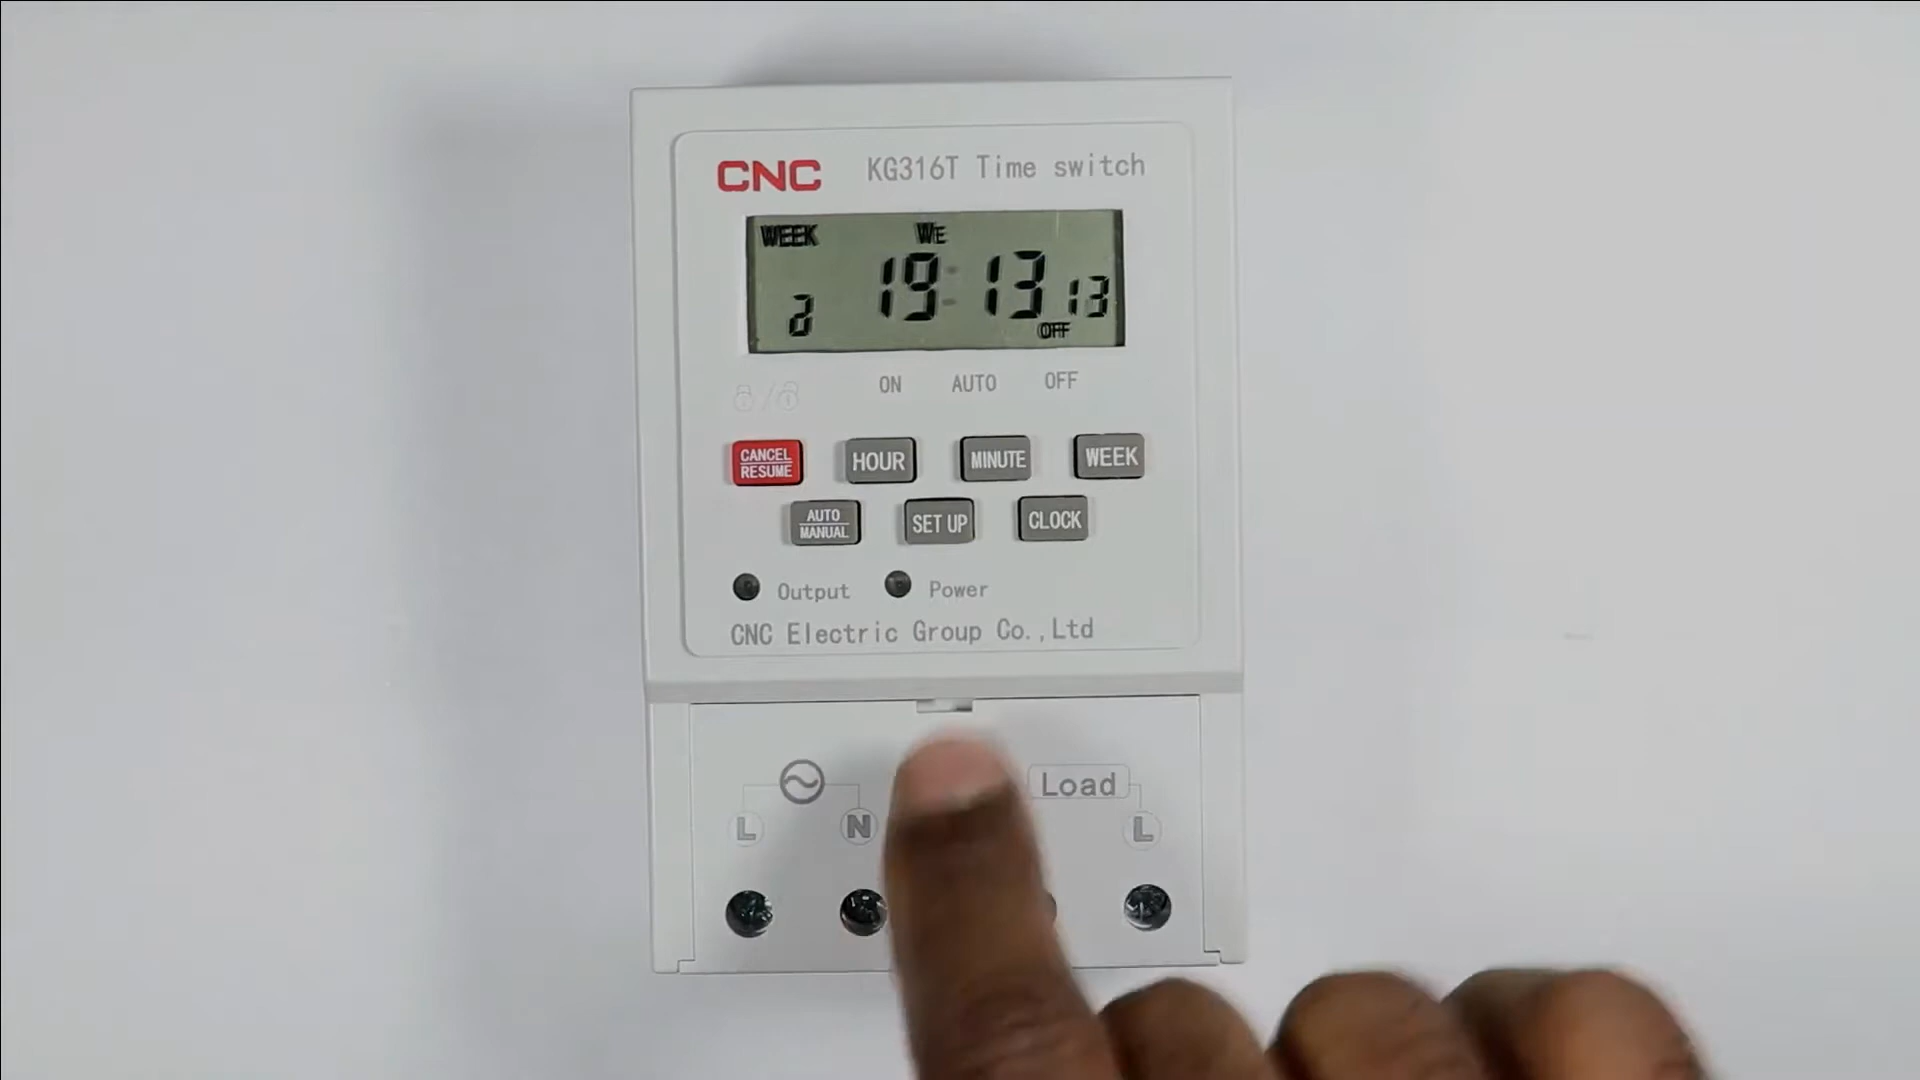 CNC KG316T Time switch
WEEK WE
a 19:13 13
OFF
ON AUTO OFF
CANCEL RESUME HOUR MINUTE WEEK
AUTO MANUAL SET UP CLOCK
Output Power
CNC Electric Group Co.,Ltd
Load
L N L